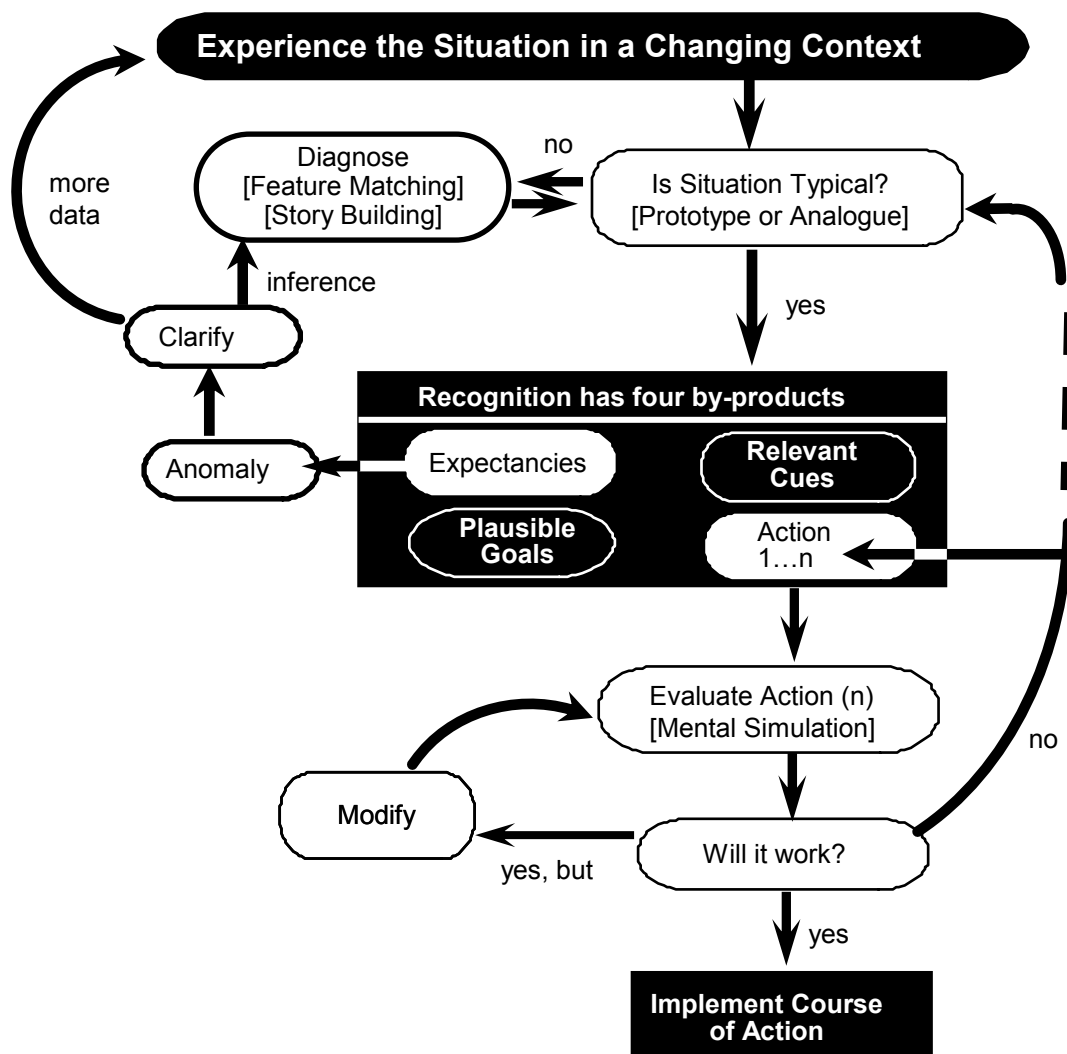 Experience the Situation in a Changing Context
no
Diagnose
[Feature Matching]
[Story Building]
Is Situation Typical?
[Prototype or Analogue]
more
data
inference
yes
Clarify
Recognition has four by-products
Anomaly
Expectancies
Relevant
Cues
Plausible
Goals
Action
1…n
Evaluate Action (n)
[Mental Simulation]
no
Modify
Will it work?
yes, but
yes
Implement Course
of Action